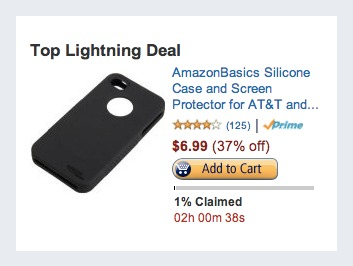 Top Lightning Deal
AmazonBasics Silicone
Case and Screen
Protector for AT&T and...
(125) | Prime
$6.99 (37% off)
Add to Cart
1% Claimed
02h 00m 38s